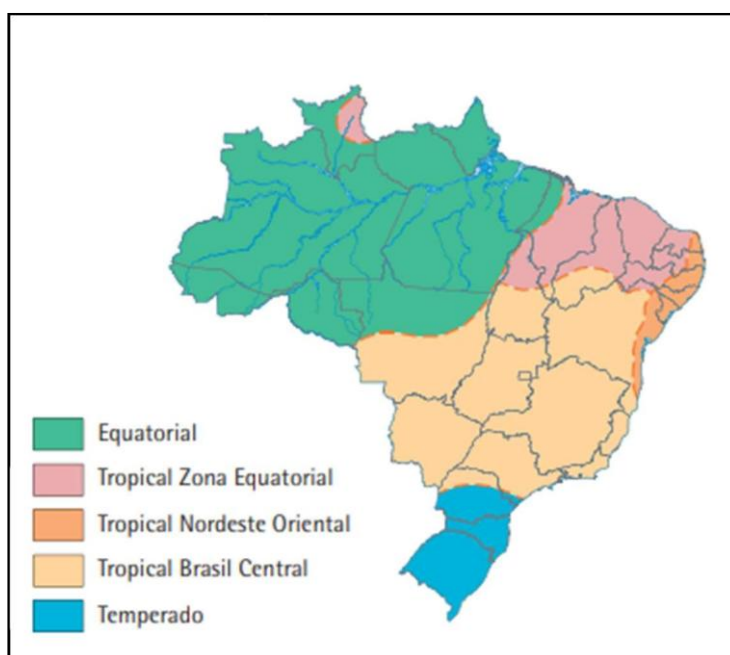 Equatorial
Tropical Zona Equatorial
Tropical Nordeste Oriental
Tropical Brasil Central
Temperado